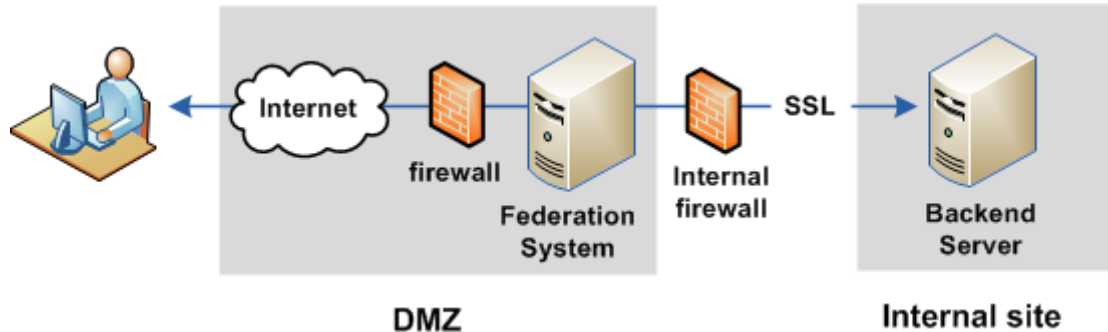 Internet
firewall
Federation
System
Internal
firewall
SSL
Backend
Server
DMZ
Internal site